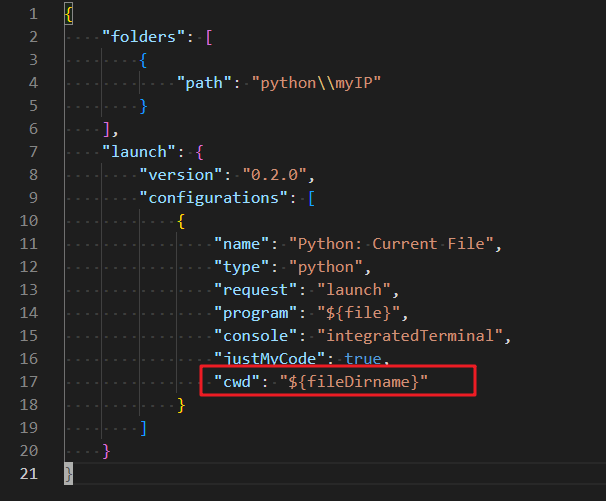 1 {
2 "folders": [
3 {
4 "path": "python\\myIP"
5 }
6 ],
7 "launch": {
8 "version": "0.2.0",
9 "configurations": [
10 {
11 "name": "Python: Current File",
12 "type": "python",
13 "request": "launch",
14 "program": "${file}",
15 "console": "integratedTerminal",
16 "justMyCode": true,
17 "cwd": "${fileDirname}"
18 }
19 ]
20 }
21 }